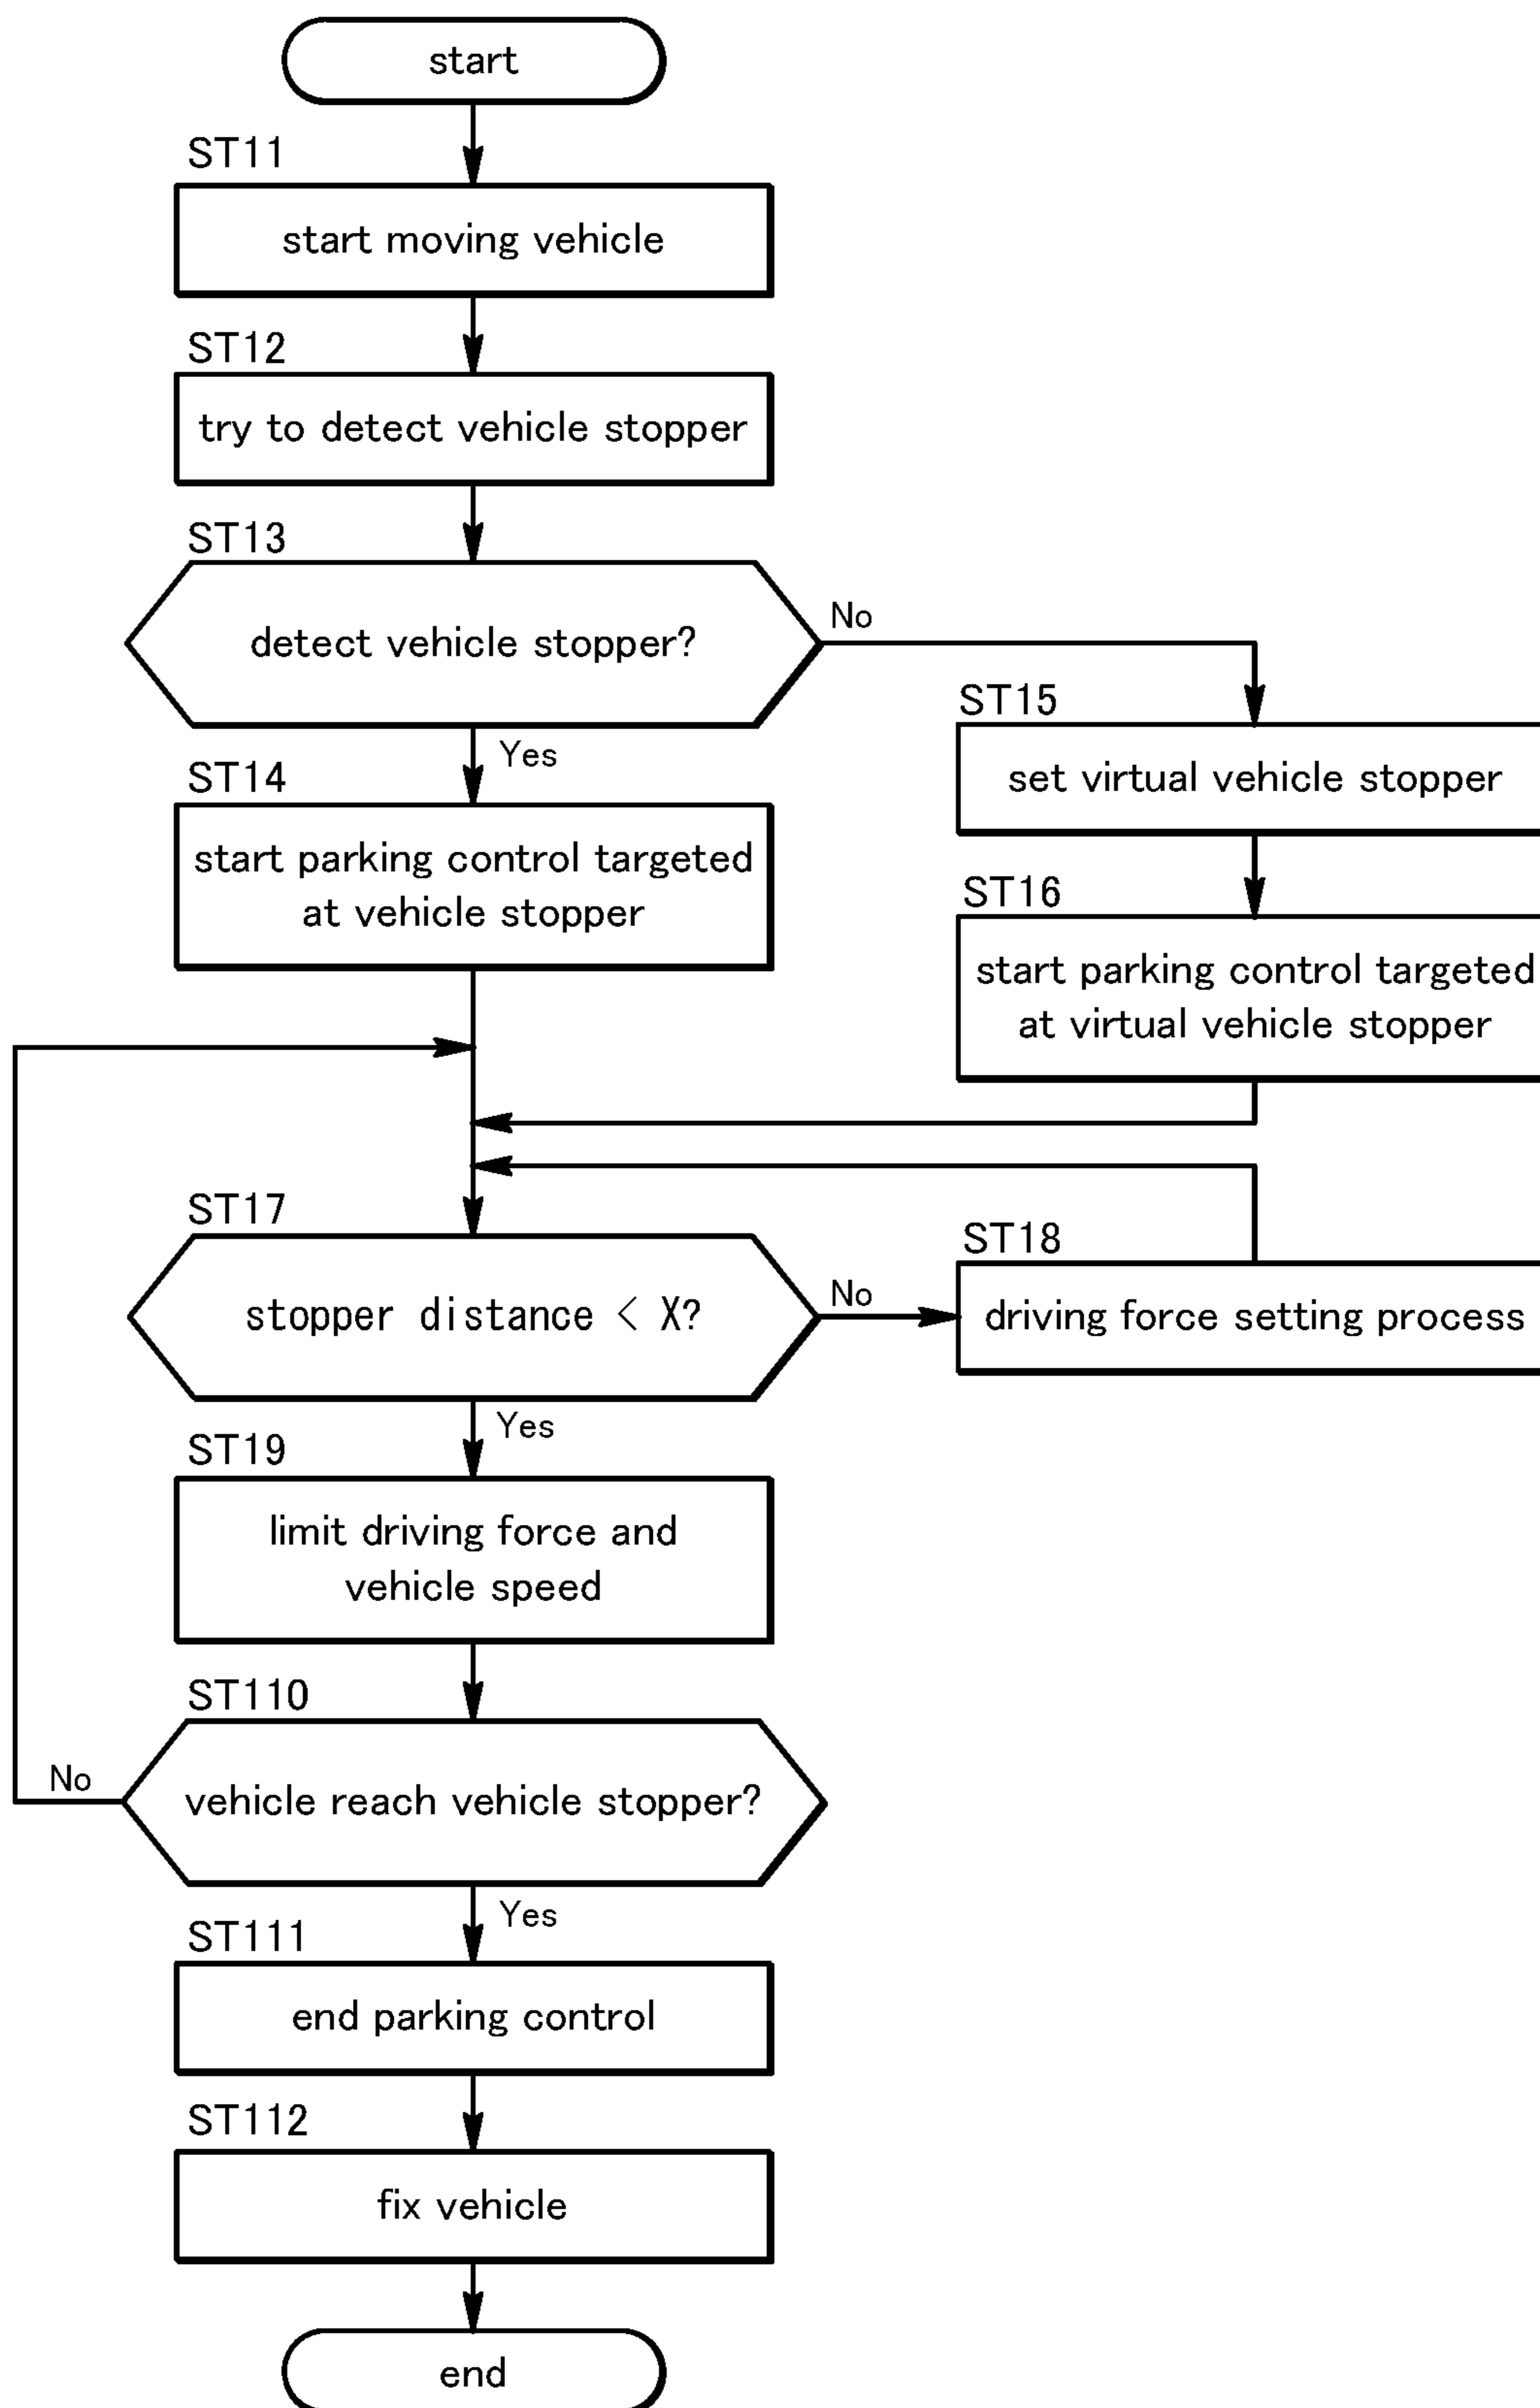 start
ST11
start moving vehicle
ST12
try to detect vehicle stopper
ST13
detect vehicle stopper?
No
Yes
ST14
start parking control targeted
at vehicle stopper
ST15
set virtual vehicle stopper
ST16
start parking control targeted
at virtual vehicle stopper
ST17
stopper distance < X?
No
ST18
driving force setting process
Yes
ST19
limit driving force and
vehicle speed
ST110
vehicle reach vehicle stopper?
No
Yes
ST111
end parking control
ST112
fix vehicle
end